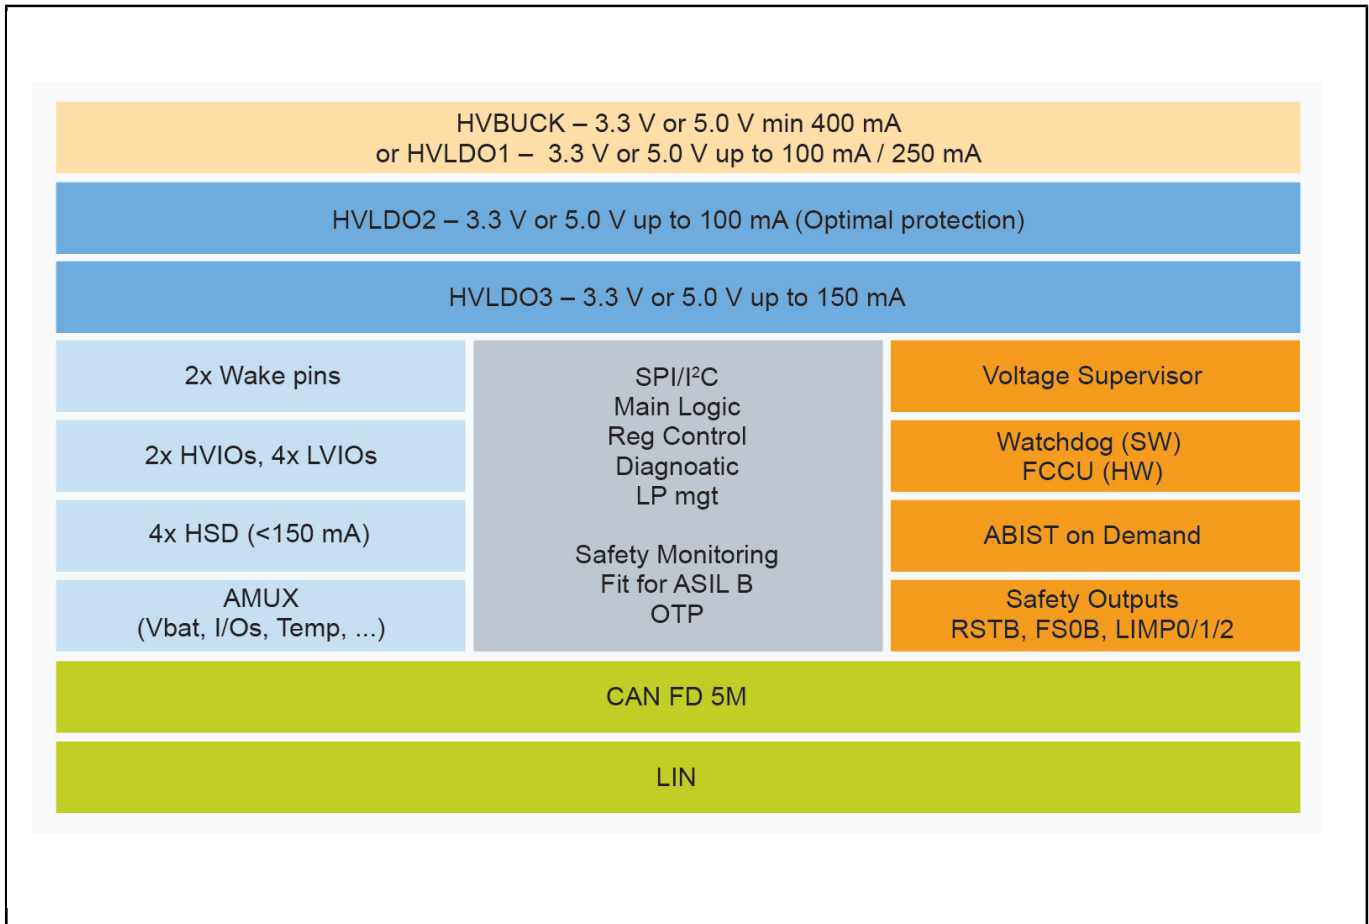 HVBUCK – 3.3 V or 5.0 V min 400 mA
or HVLDO1 –  3.3 V or 5.0 V up to 100 mA / 250 mA
HVLDO2 – 3.3 V or 5.0 V up to 100 mA (Optimal protection)
HVLDO3 – 3.3 V or 5.0 V up to 150 mA
2x Wake pins
2x HVIOs, 4x LVIOs
4x HSD (<150 mA)
AMUX
(Vbat, I/Os, Temp, ...)
SPI/I²C
Main Logic
Reg Control
Diagnoatic
LP mgt
Safety Monitoring
Fit for ASIL B
OTP
Voltage Supervisor
Watchdog (SW)
FCCU (HW)
ABIST on Demand
Safety Outputs
RSTB, FS0B, LIMP0/1/2
CAN FD 5M
LIN